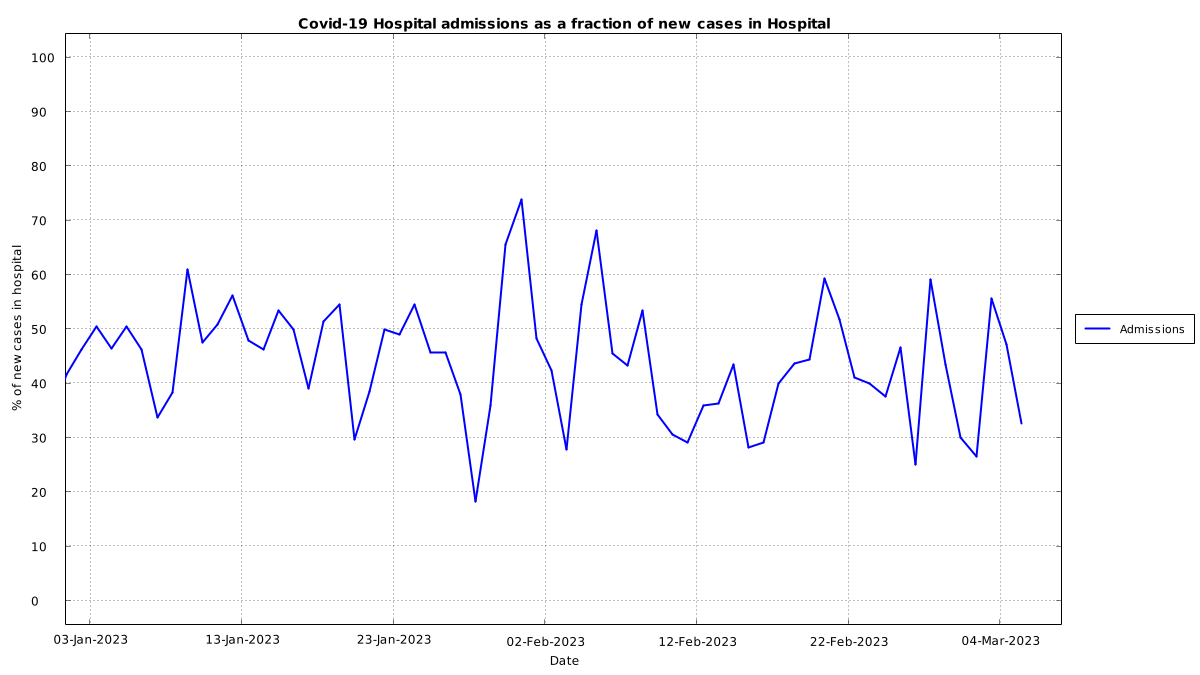 Covid-19 Hospital admissions as a fraction of new cases in Hospital
100
90
80
70
60
50
40
30
20
10
0
% of new cases in hospital
03-Jan-2023
13-Jan-2023
23-Jan-2023
02-Feb-2023
12-Feb-2023
22-Feb-2023
04-Mar-2023
Date
Admissions